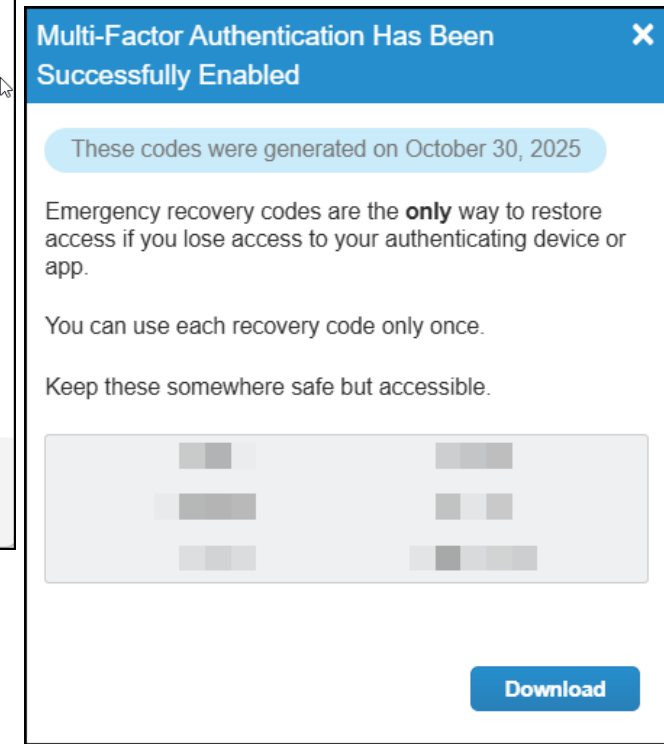 Multi-Factor Authentication Has Been
Successfully Enabled
These codes were generated on October 30, 2025
Emergency recovery codes are the only way to restore
access if you lose access to your authenticating device or
app.
You can use each recovery code only once.
Keep these somewhere safe but accessible.
Download